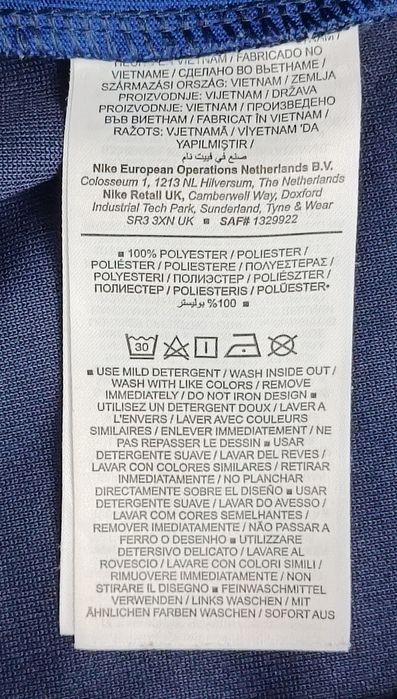 VIETNAM / FABRICADO NO
VIETNAME / СДЕЛАНО ВО ВЬЕТНАМЕ /
SZÁRMAZÁSI ORSZÁG: VIETNAM / ZEMLJA
PROIZVODNJE: VIJETNAM / DRŽAVA
PROIZVODNJE: VIETNAM / ПРОИЗВЕДЕНО
ВЪВ ВИЕТНАМ / FABRICAT ÎN VIETNAM /
RAŽOTS: VJETNAMĀ / VİYETNAM 'DA
YAPILMIŞTIR /
صنع في فييت نام
Nike European Operations Netherlands B.V.
Colosseum 1, 1213 NL Hilversum, The Netherlands
Nike Retail UK, Camberwell Way, Doxford
Industrial Tech Park, Sunderland, Tyne & Wear
SR3 3XN UK ■ SAF# 1329922
■ 100% POLYESTER / POLIESTER /
POLIÉSTER / POLIESTERE / ΠΟΛΥΕΣΤΕΡΑΣ /
POLYESTERI / ПОЛИЭСТЕР / POLIÉSZTER /
ПОЛИЕСТЕР / POLIESTERIS / POLÜESTER•
100% بوليستر
30
■ USE MILD DETERGENT / WASH INSIDE OUT /
WASH WITH LIKE COLORS / REMOVE
IMMEDIATELY / DO NOT IRON DESIGN ■
UTILISEZ UN DETERGENT DOUX / LAVER A
L'ENVERS / LAVER AVEC COULEURS
SIMILAIRES / ENLEVER IMMEDIATEMENT / NE
PAS REPASSER LE DESSIN ■ USAR
DETERGENTE SUAVE / LAVAR DEL REVES /
LAVAR CON COLORES SIMILARES / RETIRAR
INMEDIATAMENTE / NO PLANCHAR
DIRECTAMENTE SOBRE EL DISEÑO ■ USAR
DETERGENTE SUAVE / LAVAR DO AVESSO /
LAVAR COM CORES SEMELHANTES /
REMOVER IMEDIATAMENTE / NÃO PASSAR A
FERRO O DESENHO ■ UTILIZZARE
DETERSIVO DELICATO / LAVARE AL
ROVESCIO / LAVARE CON COLORI SIMILI /
RIMUOVERE IMMEDIATAMENTE / NON
STIRARE IL DISEGNO ■ FEINWASCHMITTEL
VERWENDEN / LINKS WASCHEN / MIT
ÄHNLICHEN FARBEN WASCHEN / SOFORT AUS